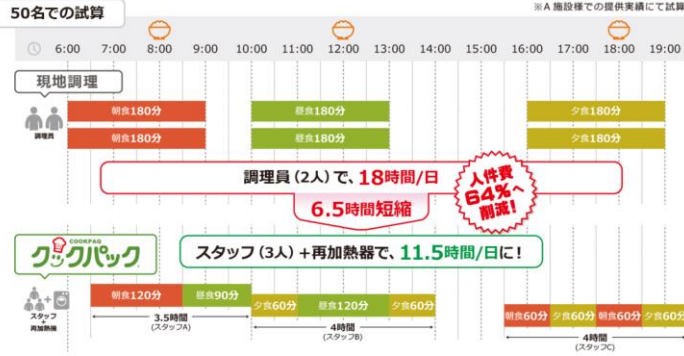 50名での試算
※A施設様での提供実績にて試算
6:00 7:00 8:00 9:00 10:00 11:00 12:00 13:00 14:00 15:00 16:00 17:00 18:00 19:00
現地調理
朝食180分 昼食180分 夕食180分
朝食180分 昼食180分 夕食180分
調理員
調理員(2人)で、18時間/日
6.5時間短縮
人件費
64%へ
削減!
COOKPAQ
クックパック
スタッフ(3人)+再加熱器で、11.5時間/日に!
朝食120分 昼食90分
夕食60分 昼食120分 夕食60分
朝食60分 夕食60分 朝食60分 夕食60分
スタッフ
+
再加熱機
3.5時間
(スタッフA)
4時間
(スタッフB)
4時間
(スタッフC)